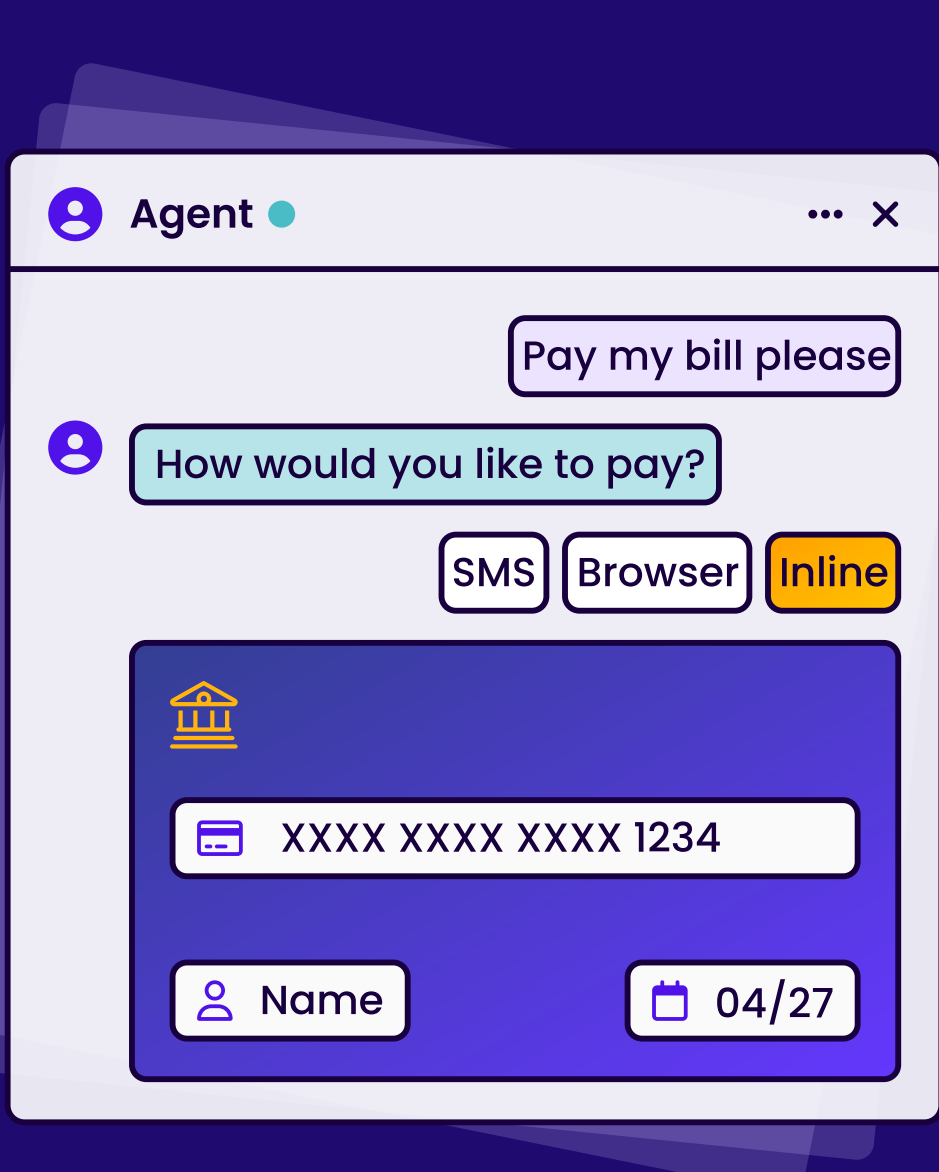 Agent
Pay my bill please
How would you like to pay?
SMS Browser Inline
XXXX XXXX XXXX 1234
Name 04/27